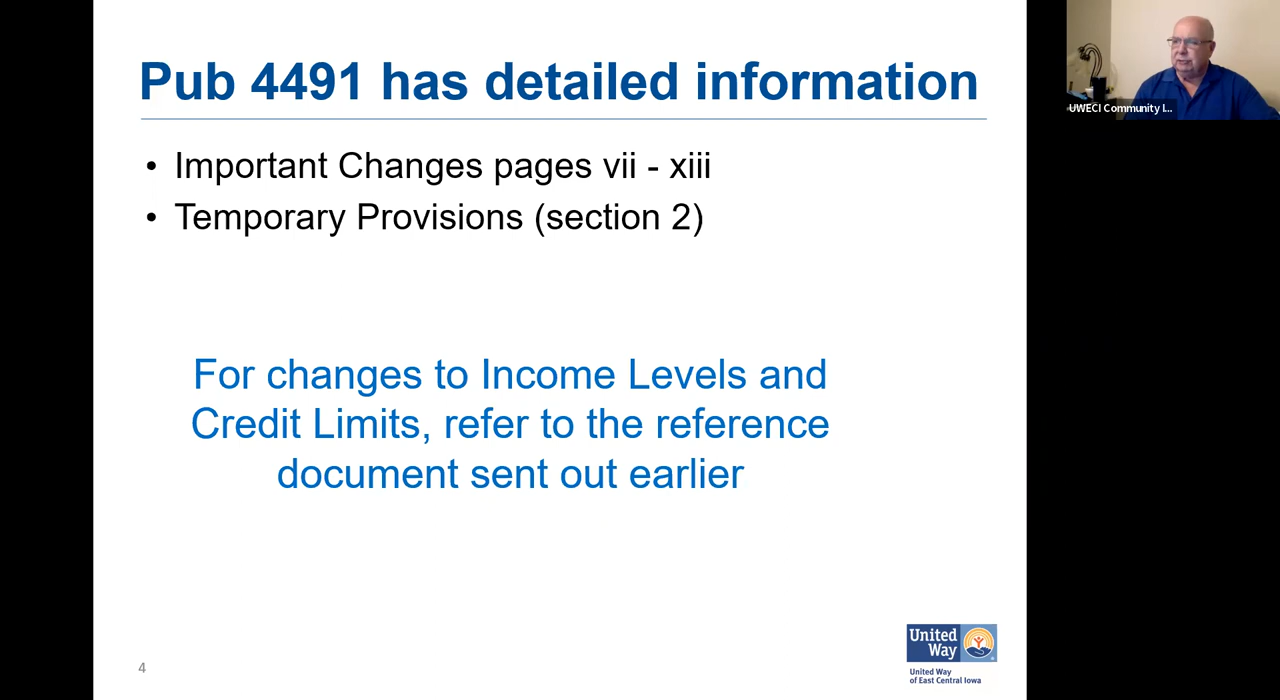 Pub 4491 has detailed information
• Important Changes pages vii - xiii
• Temporary Provisions (section 2)
For changes to Income Levels and
Credit Limits, refer to the reference
document sent out earlier
4
United
Way
United Way
of East Central Iowa
UWECI Community I...